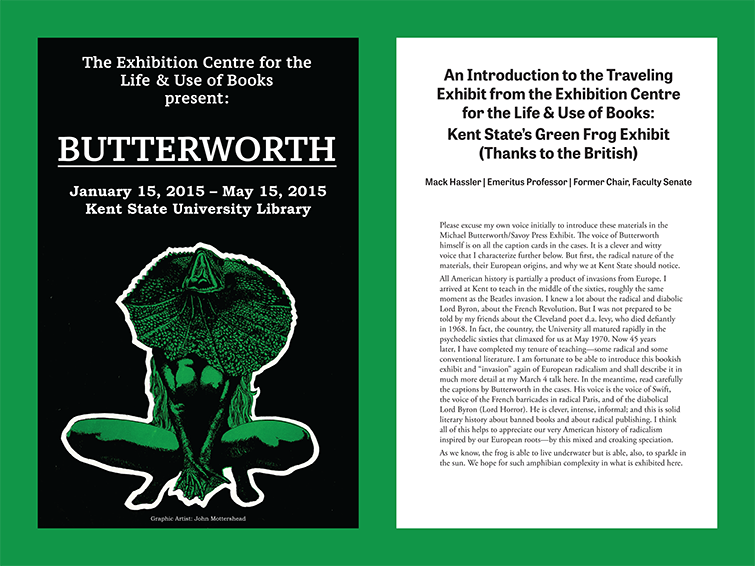 The Exhibition Centre for the
Life & Use of Books
present:
BUTTERWORTH
January 15, 2015 – May 15, 2015
Kent State University Library
Graphic Artist: John Mottershead
An Introduction to the Traveling
Exhibit from the Exhibition Centre
for the Life & Use of Books:
Kent State's Green Frog Exhibit
(Thanks to the British)
Mack Hassler | Emeritus Professor | Former Chair, Faculty Senate
Please excuse my own voice initially to introduce these materials in the
Michael Butterworth/Savoy Press Exhibit. The voice of Butterworth
himself is on all the caption cards in the cases. It is a clever and witty
voice that I characterize further below. But first, the radical nature of the
materials, their European origins, and why we at Kent State should notice.
All American history is partially a product of invasions from Europe. I
arrived at Kent to teach in the middle of the sixties, roughly the same
moment as the Beatles invasion. I knew a lot about the radical and diabolic
Lord Byron, about the French Revolution. But I was not prepared to be
told by my friends about the Cleveland poet d.a. levy, who died defiantly
in 1968. In fact, the country, the University all matured rapidly in the
psychedelic sixties that climaxed for us at May 1970. Now 45 years
later, I have completed my tenure of teaching—some radical and some
conventional literature. I am fortunate to be able to introduce this bookish
exhibit and “invasion” again of European radicalism and shall describe it in
much more detail at my March 4 talk here. In the meantime, read carefully
the captions by Butterworth in the cases. His voice is the voice of Swift,
the voice of the French barricades in radical Paris, and of the diabolical
Lord Byron (Lord Horror). He is clever, intense, informal; and this is solid
literary history about banned books and about radical publishing. I think
all of this helps to appreciate our very American history of radicalism
inspired by our European roots—by this mixed and croaking speciation.
As we know, the frog is able to live underwater but is able, also, to sparkle in
the sun. We hope for such amphibian complexity in what is exhibited here.